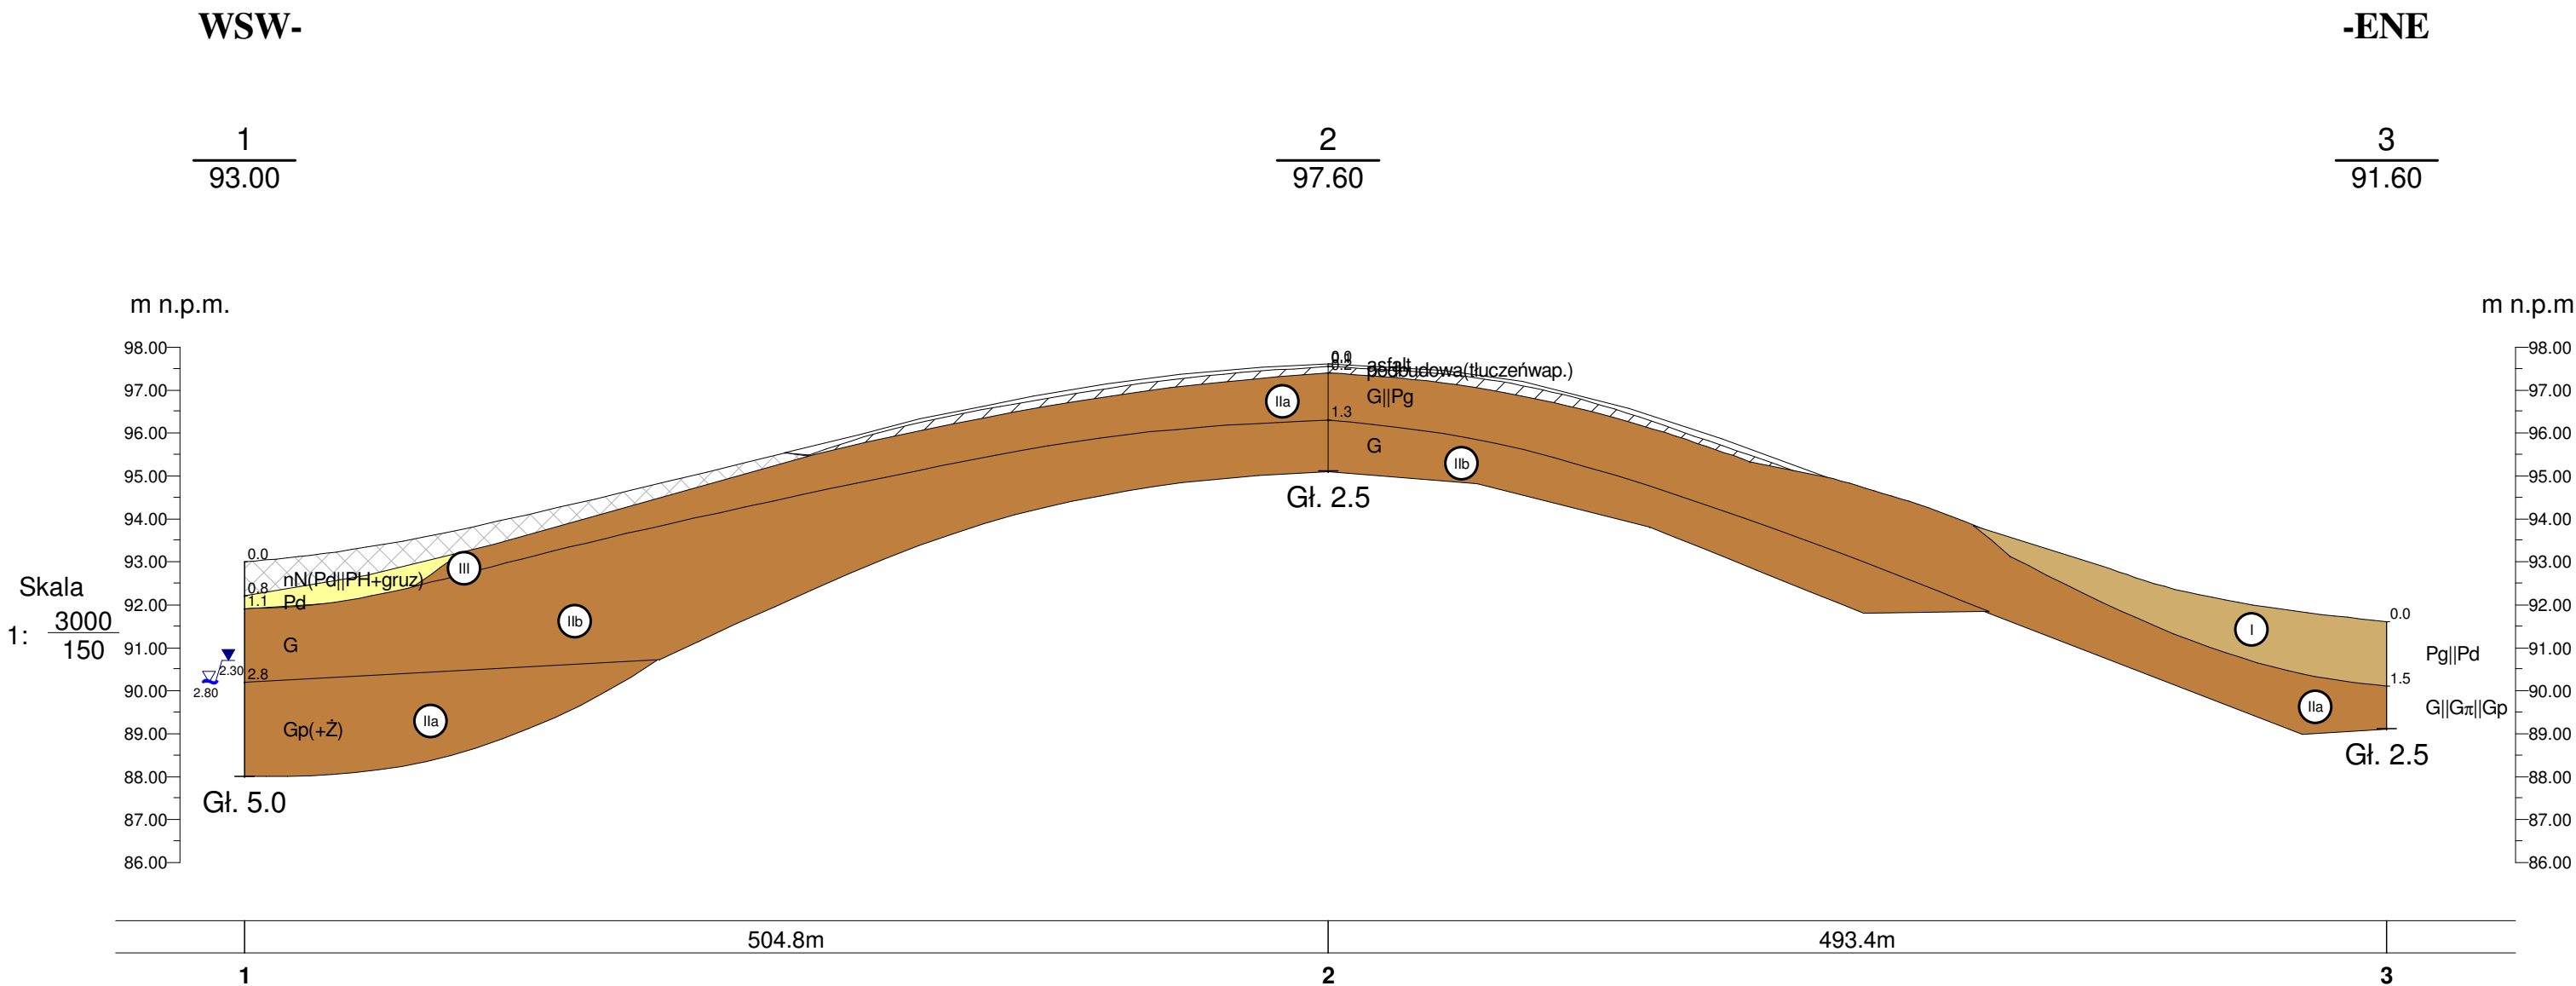 WSW-
-ENE
1
93.00
2
97.60
3
91.60
m n.p.m.
m n.p.m
98.00
97.00
96.00
95.00
94.00
93.00
92.00
91.00
90.00
89.00
88.00
87.00
86.00
Skala
1: 3000
150
0.0
0.8
1.1
2.8
nN(Pd||PH+gruz)
Pd
G
Gp(+Ż)
2.30
2.80
III
IIb
IIa
Gł. 5.0
0.0
0.1
0.2
1.3
asfalt
podbudowa(tłuczeńwap.)
G||Pg
G
IIa
IIb
Gł. 2.5
0.0
1.5
Pg||Pd
G||Gπ||Gp
I
IIa
Gł. 2.5
98.00
97.00
96.00
95.00
94.00
93.00
92.00
91.00
90.00
89.00
88.00
87.00
86.00
504.8m
493.4m
1
2
3